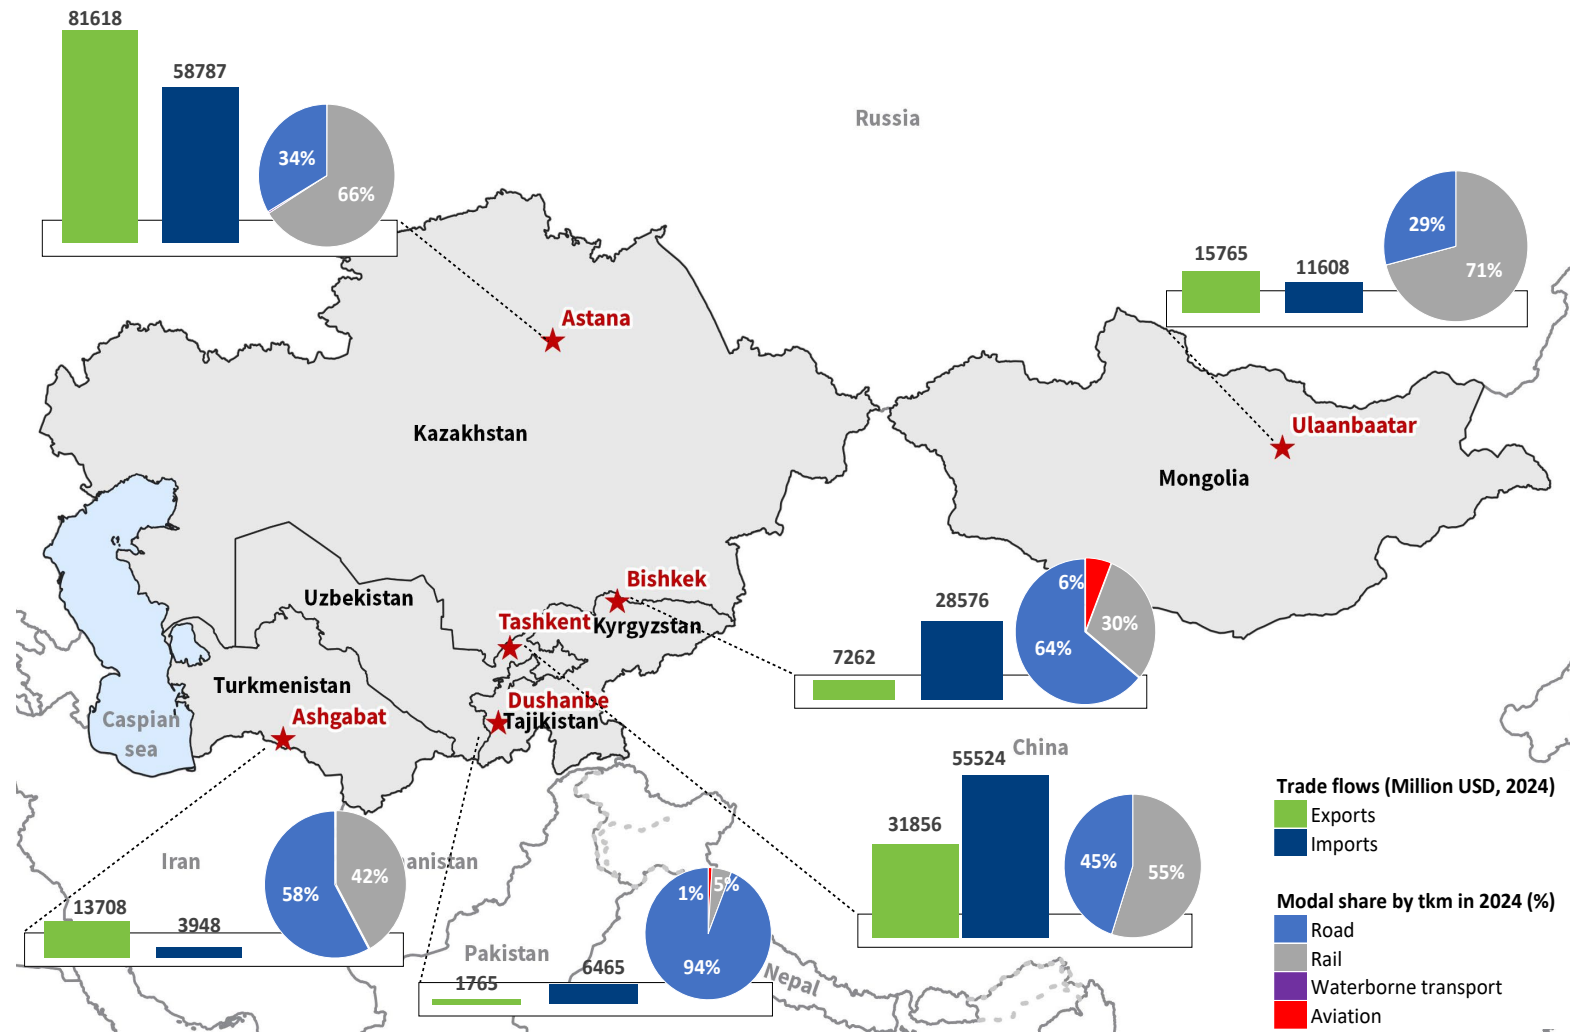 81618
58787
34%
66%
Russia
15765
11608
29%
71%
Astana
Kazakhstan
Ulaanbaatar
Mongolia
Bishkek
Uzbekistan
Tashkent
Kyrgyzstan
28576
7262
6%
30%
64%
Turkmenistan
Ashgabat
Dushanbe
Tajikistan
Caspian
sea
China
55524
31856
45%
55%
Trade flows (Million USD, 2024)
Exports
Imports
Iran
anistan
13708
3948
58%
42%
Pakistan
1765
6465
1%
5%
94%
Nepal
Modal share by tkm in 2024 (%)
Road
Rail
Waterborne transport
Aviation